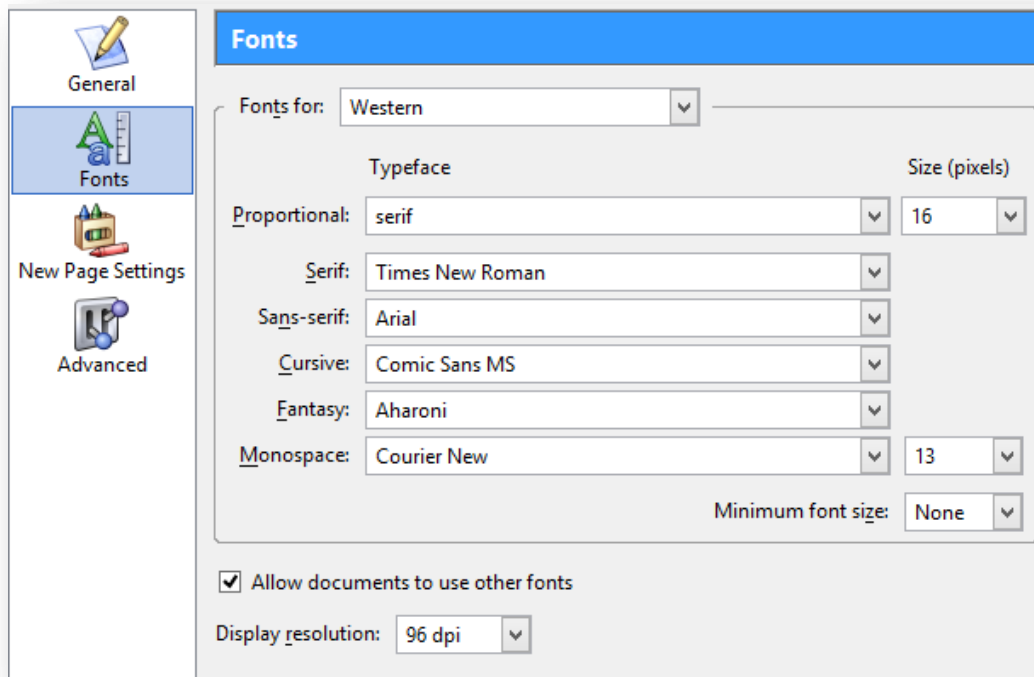 General
Fonts
New Page Settings
Advanced
Fonts
Fonts for: Western
Typeface Size (pixels)
Proportional: serif 16
Serif: Times New Roman
Sans-serif: Arial
Cursive: Comic Sans MS
Fantasy: Aharoni
Monospace: Courier New 13
Minimum font size: None
Allow documents to use other fonts
Display resolution: 96 dpi